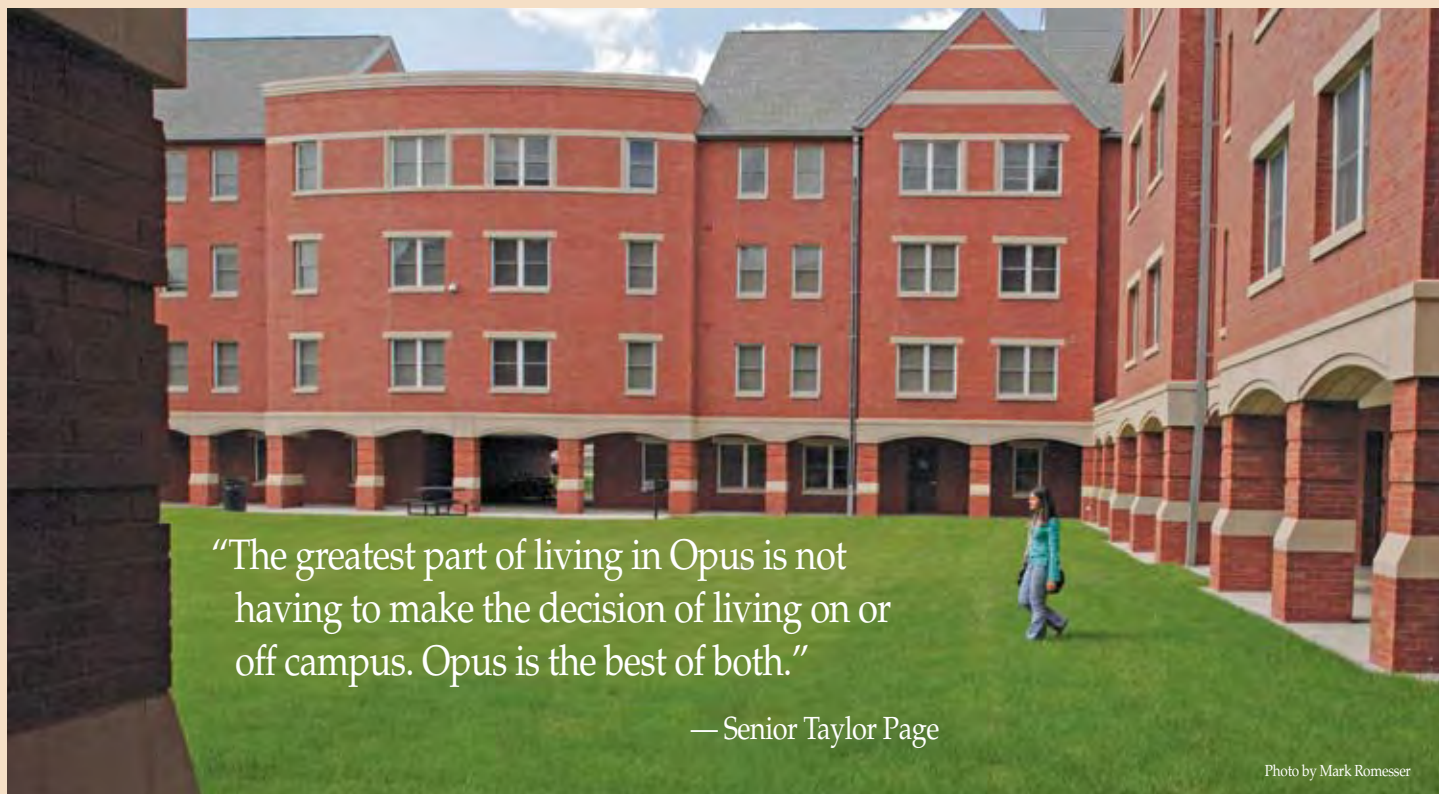 “The greatest part of living in Opus is not
having to make the decision of living on or
off campus. Opus is the best of both.”
— Senior Taylor Page
Photo by Mark Romesser